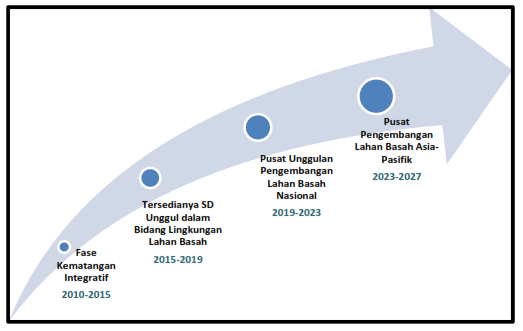 Fase
Kematangan
Integratif
2010-2015
Tersedianya SD
Unggul dalam
Bidang Lingkungan
Lahan Basah
2015-2019
Pusat Unggulan
Pengembangan
Lahan Basah
Nasional
2019-2023
Pusat
Pengembangan
Lahan Basah Asia-
Pasifik
2023-2027